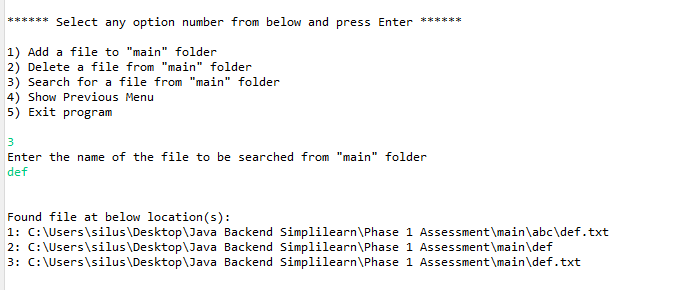 ****** Select any option number from below and press Enter ******
1) Add a file to "main" folder
2) Delete a file from "main" folder
3) Search for a file from "main" folder
4) Show Previous Menu
5) Exit program
3
Enter the name of the file to be searched from "main" folder
def
Found file at below location(s):
1: C:\Users\silus\Desktop\Java Backend Simplilearn\Phase 1 Assessment\main\abc\def.txt
2: C:\Users\silus\Desktop\Java Backend Simplilearn\Phase 1 Assessment\main\def
3: C:\Users\silus\Desktop\Java Backend Simplilearn\Phase 1 Assessment\main\def.txt